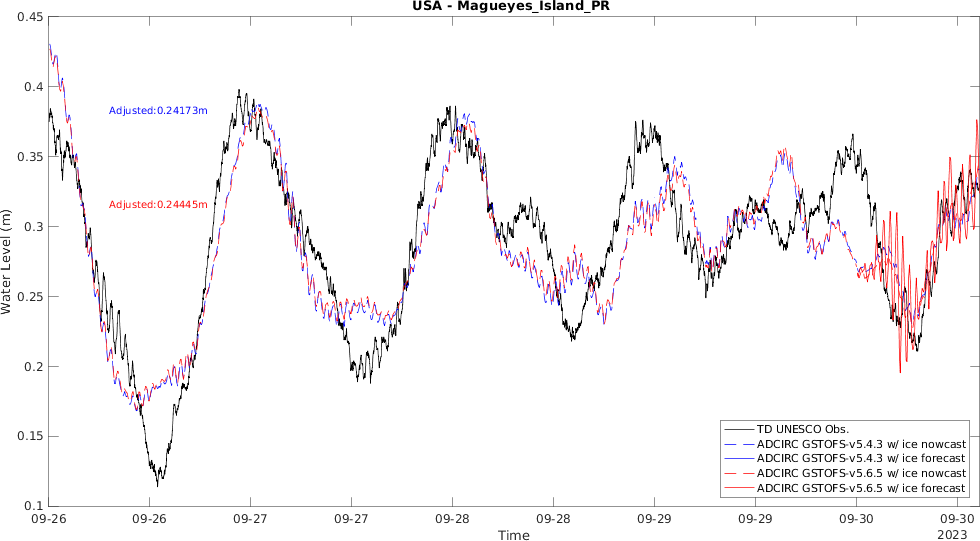 USA - Magueyes_Island_PR
0.45
0.4
0.35
0.3
0.25
0.2
0.15
0.1
Water Level (m)
Adjusted:0.24173m
Adjusted:0.24445m
TD UNESCO Obs.
ADCIRC GSTOFS-v5.4.3 w/ ice nowcast
ADCIRC GSTOFS-v5.4.3 w/ ice forecast
ADCIRC GSTOFS-v5.6.5 w/ ice nowcast
ADCIRC GSTOFS-v5.6.5 w/ ice forecast
09-26 09-26 09-27 09-27 09-28 09-28 09-29 09-29 09-30 09-30
2023
Time